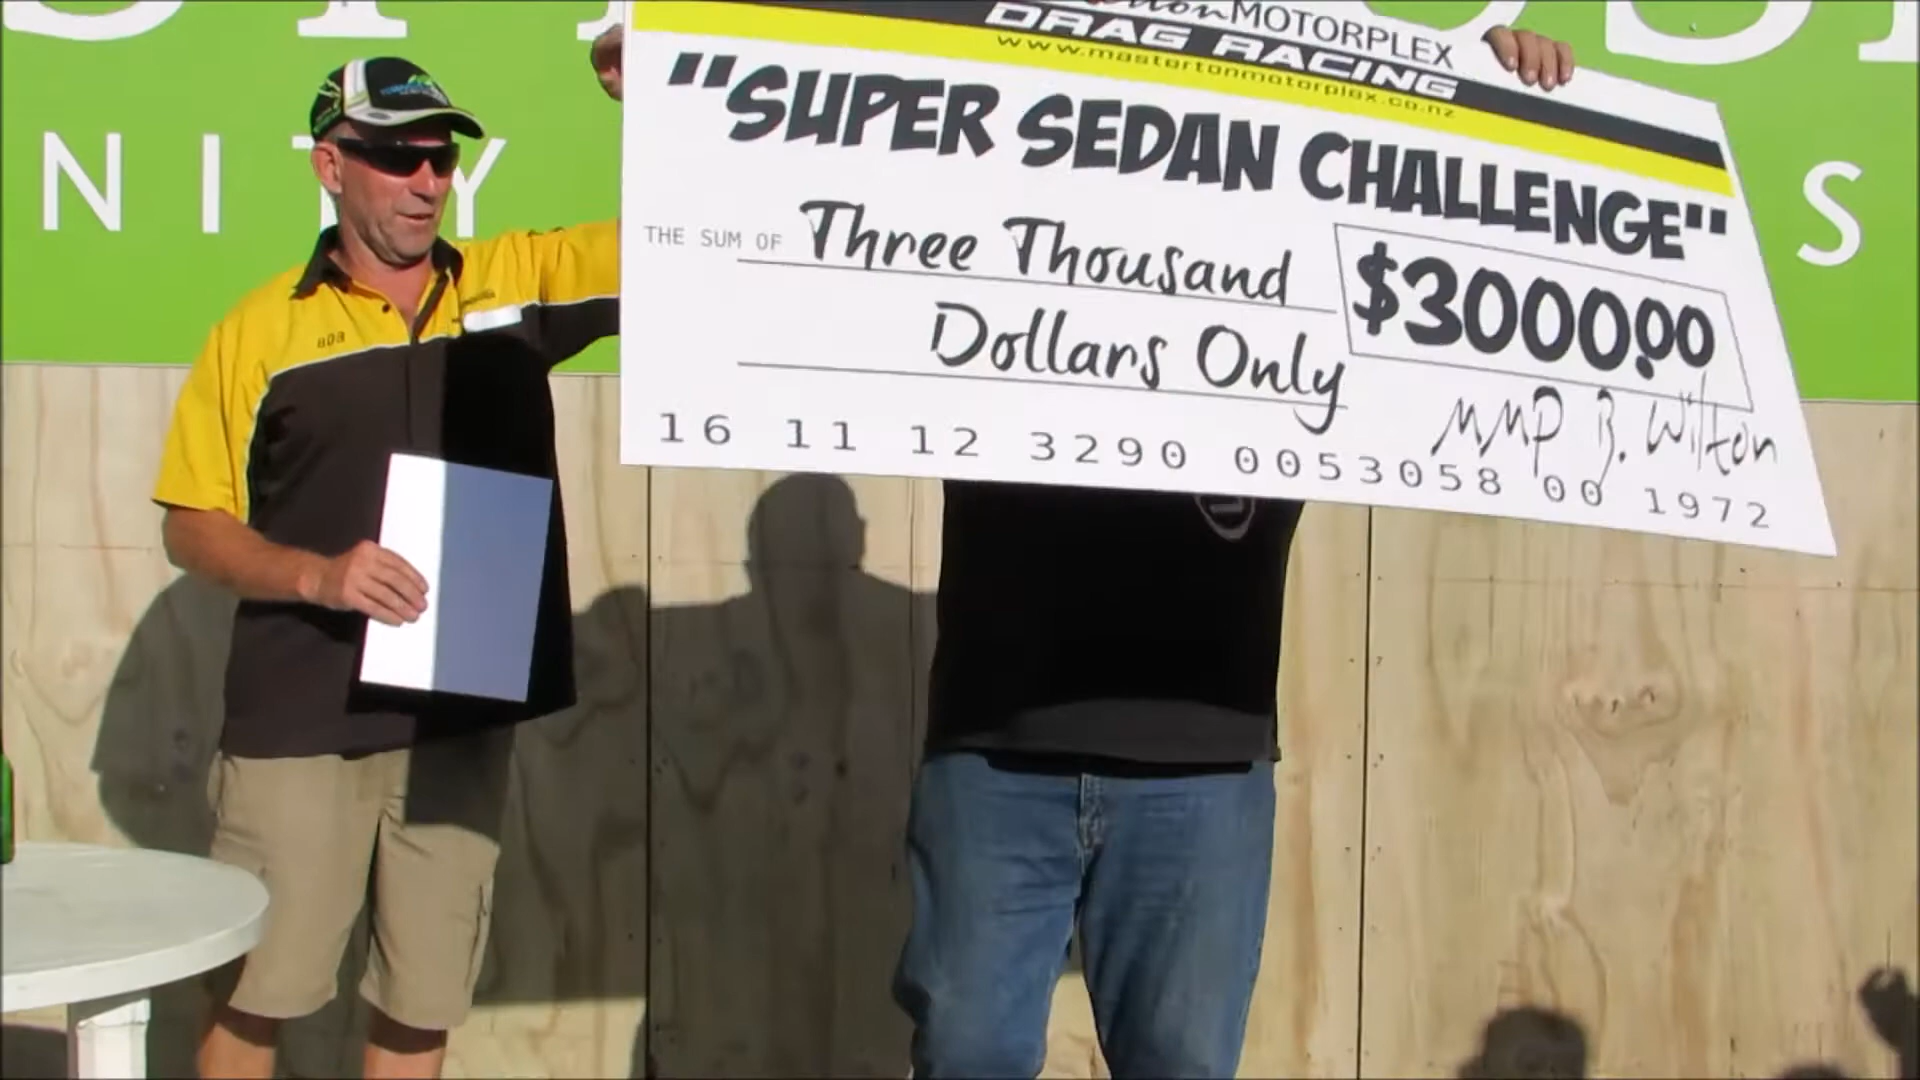 NITY
S
MOTORPLEX
DRAG RACING
www.mastertonmotorplex.co.nz
"SUPER SEDAN CHALLENGE"
THE SUM OF Three Thousand
$3000.00
Dollars Only
MMP B. Wilton
16 11 12 3290 0053058 00 1972
BOB